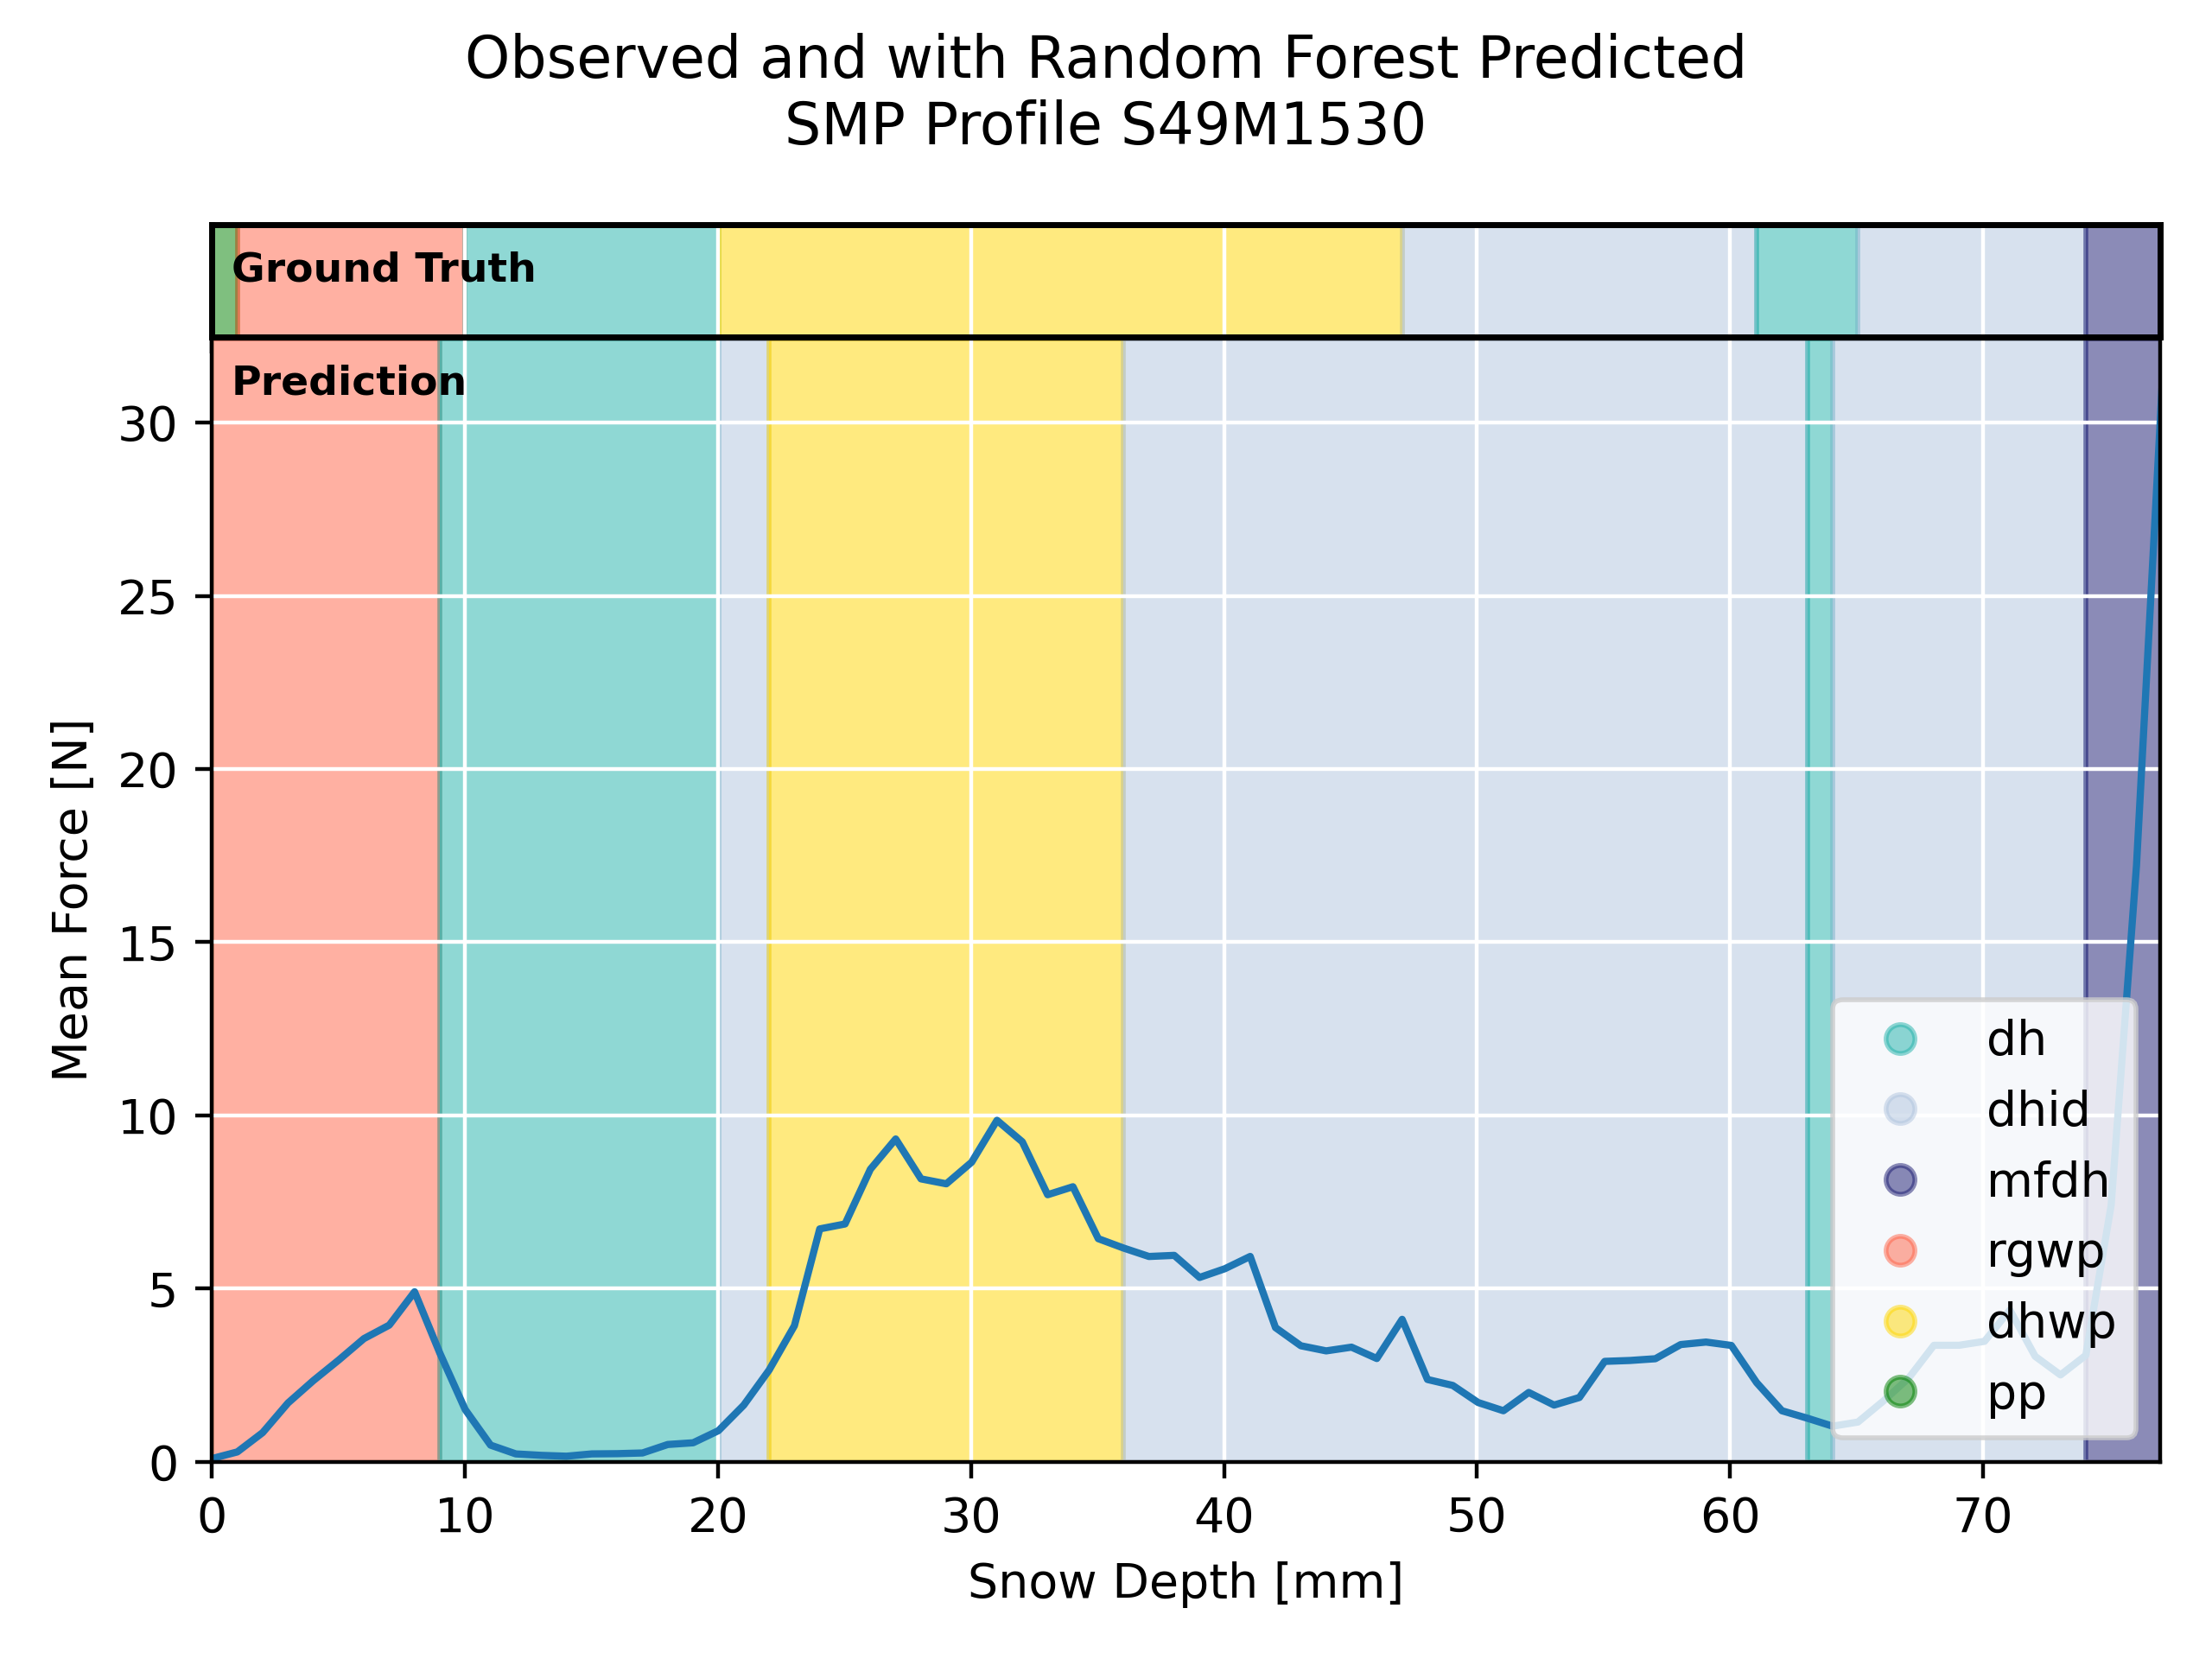 Observed and with Random Forest Predicted
SMP Profile S49M1530
Ground Truth
Prediction
30
25
20
15
10
5
0
Mean Force [N]
dh
dhid
mfdh
rgwp
dhwp
pp
0 10 20 30 40 50 60 70
Snow Depth [mm]